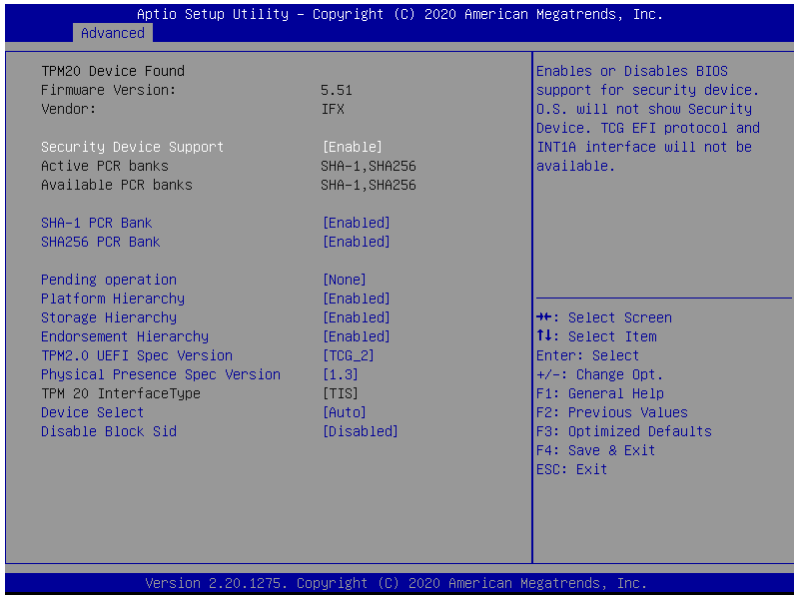 Aptio Setup Utility – Copyright (C) 2020 American Megatrends, Inc.
Advanced
TPM20 Device Found
Firmware Version: 5.51
Vendor: IFX
Security Device Support [Enable]
Active PCR banks SHA-1,SHA256
Available PCR banks SHA-1,SHA256
SHA-1 PCR Bank [Enabled]
SHA256 PCR Bank [Enabled]
Pending operation [None]
Platform Hierarchy [Enabled]
Storage Hierarchy [Enabled]
Endorsement Hierarchy [Enabled]
TPM2.0 UEFI Spec Version [TCG_2]
Physical Presence Spec Version [1.3]
TPM 20 InterfaceType [TIS]
Device Select [Auto]
Disable Block Sid [Disabled]
Enables or Disables BIOS
support for security device.
O.S. will not show Security
Device. TCG EFI protocol and
INT1A interface will not be
available.
→←: Select Screen
↑↓: Select Item
Enter: Select
+/-: Change Opt.
F1: General Help
F2: Previous Values
F3: Optimized Defaults
F4: Save & Exit
ESC: Exit
Version 2.20.1275. Copyright (C) 2020 American Megatrends, Inc.